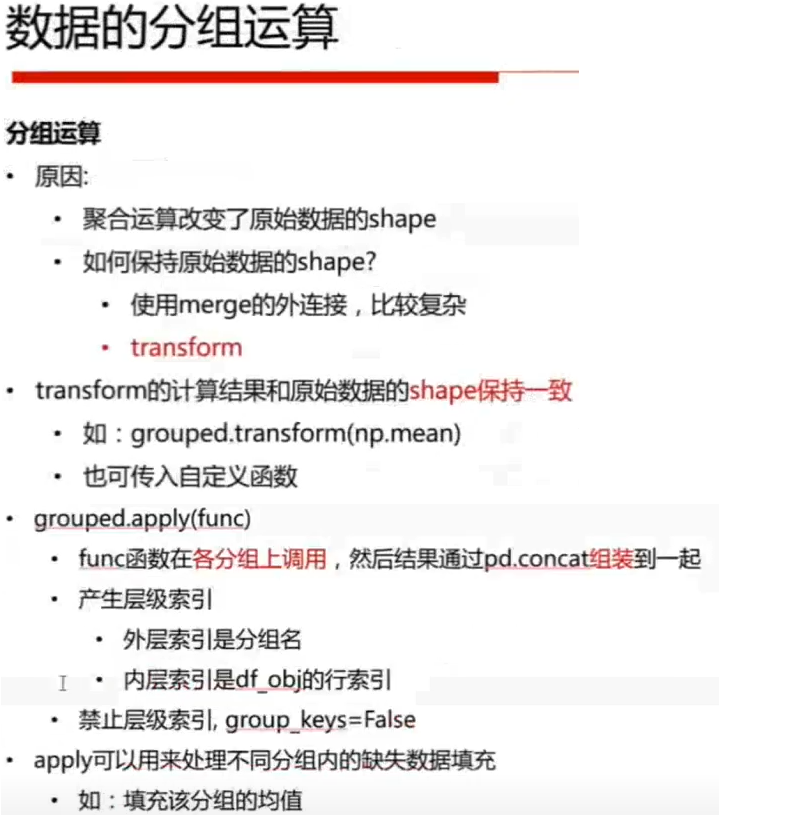 数据的分组运算
分组运算
• 原因:
• 聚合运算改变了原始数据的shape
• 如何保持原始数据的shape?
• 使用merge的外连接，比较复杂
• transform
• transform的计算结果和原始数据的shape保持一致
• 如：grouped.transform(np.mean)
• 也可传入自定义函数
• grouped.apply(func)
• func函数在各分组上调用，然后结果通过pd.concat组装到一起
• 产生层级索引
• 外层索引是分组名
• 内层索引是df_obj的行索引
• 禁止层级索引, group_keys=False
• apply可以用来处理不同分组内的缺失数据填充
• 如：填充该分组的均值